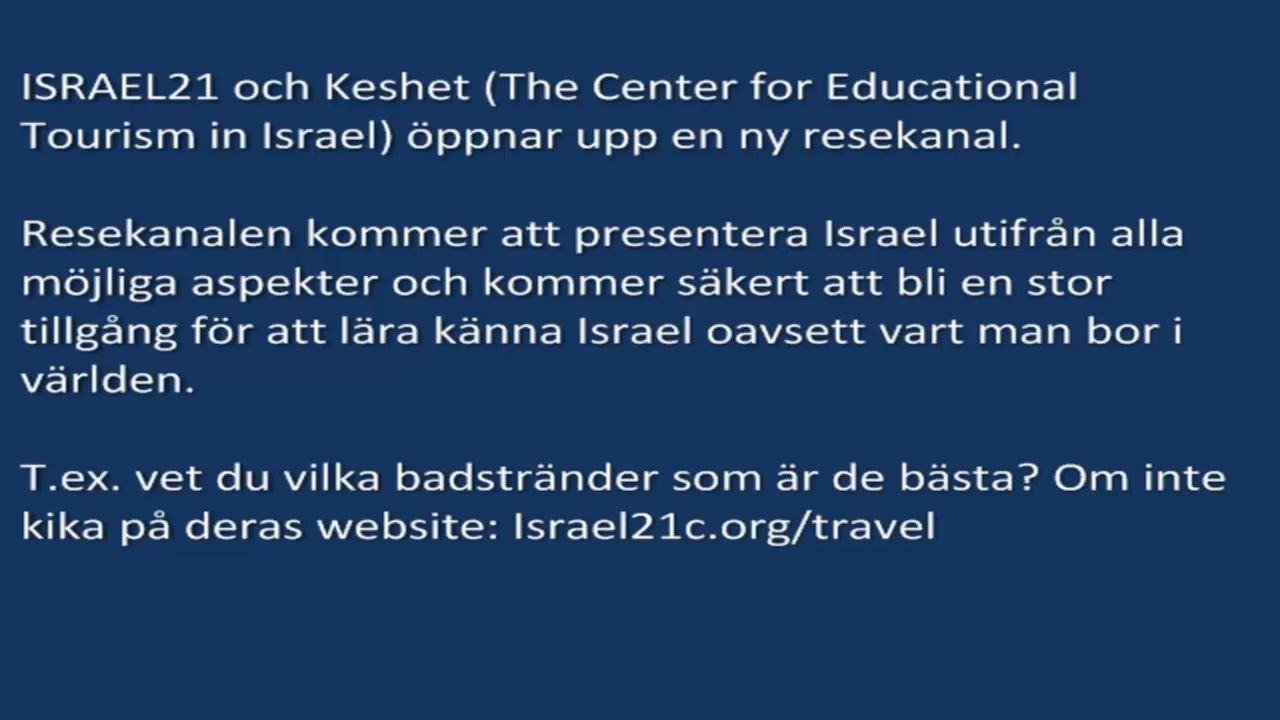 ISRAEL21 och Keshet (The Center for Educational
Tourism in Israel) öppnar upp en ny resekanal.
Resekanalen kommer att presentera Israel utifrån alla
möjliga aspekter och kommer säkert att bli en stor
tillgång för att lära känna Israel oavsett vart man bor i
världen.
T.ex. vet du vilka badstränder som är de bästa? Om inte
kika på deras website: Israel21c.org/travel